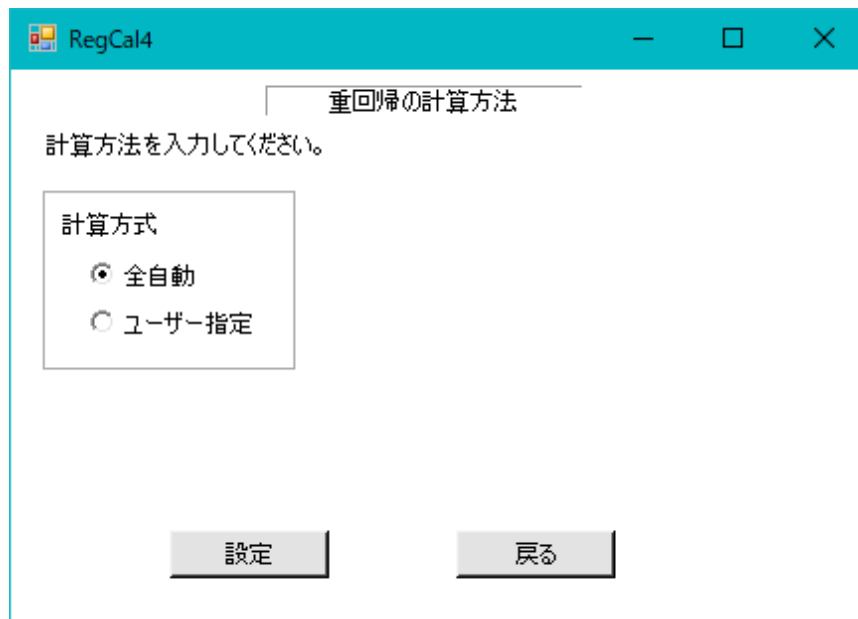 RegCal4
重回帰の計算方法
計算方法を入力してください。
計算方式
全自動
ユーザー指定
設定
戻る